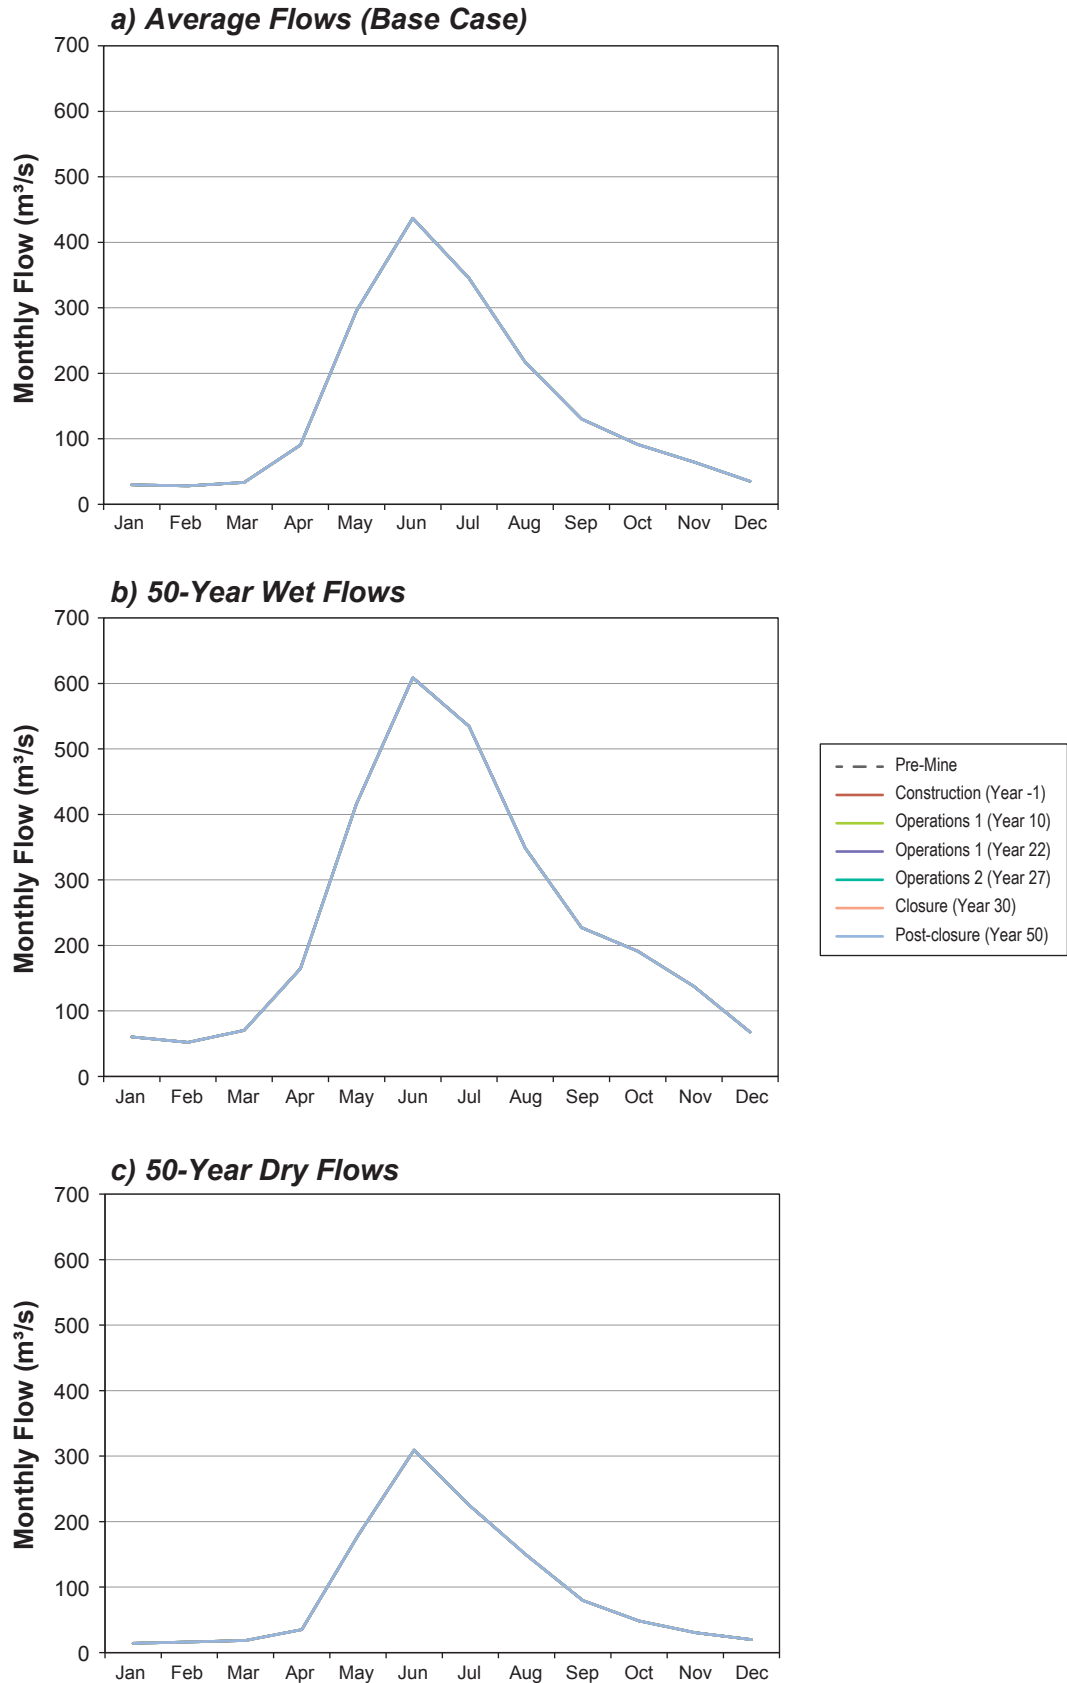 a) Average Flows (Base Case)
Monthly Flow (m³/s)
700
600
500
400
300
200
100
0
Jan Feb Mar Apr May Jun Jul Aug Sep Oct Nov Dec
b) 50-Year Wet Flows
Monthly Flow (m³/s)
700
600
500
400
300
200
100
0
Jan Feb Mar Apr May Jun Jul Aug Sep Oct Nov Dec
Pre-Mine
Construction (Year -1)
Operations 1 (Year 10)
Operations 1 (Year 22)
Operations 2 (Year 27)
Closure (Year 30)
Post-closure (Year 50)
c) 50-Year Dry Flows
Monthly Flow (m³/s)
700
600
500
400
300
200
100
0
Jan Feb Mar Apr May Jun Jul Aug Sep Oct Nov Dec